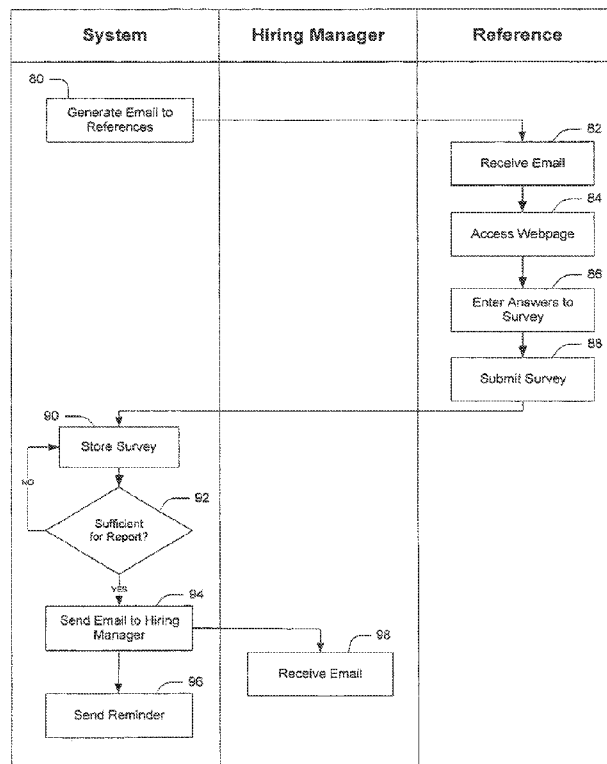 System
Hiring Manager
Reference
80
Generate Email to
References
82
Receive Email
84
Access Webpage
86
Enter Answers to
Survey
88
Submit Survey
90
Store Survey
NO
92
Sufficient
for Report?
YES
94
Send Email to Hiring
Manager
98
Receive Email
96
Send Reminder